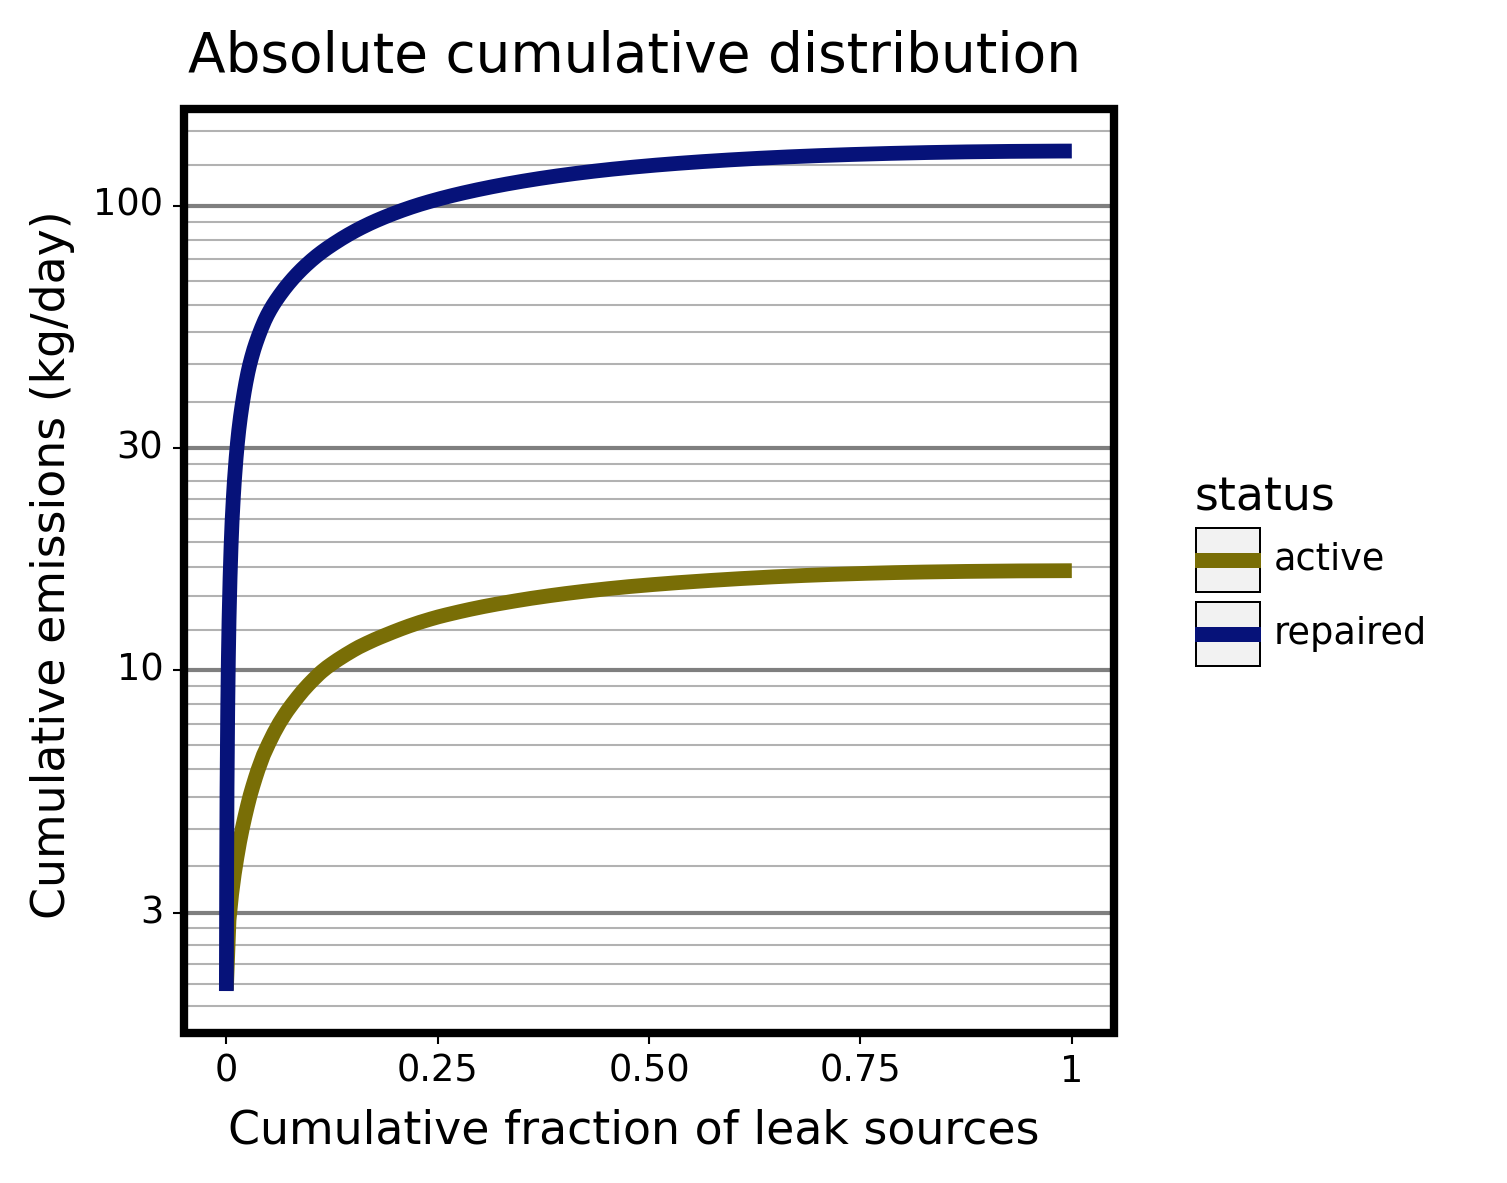 Absolute cumulative distribution
Cumulative emissions (kg/day)
100
30
10
3
0
0.25
0.50
0.75
1
Cumulative fraction of leak sources
status
active
repaired